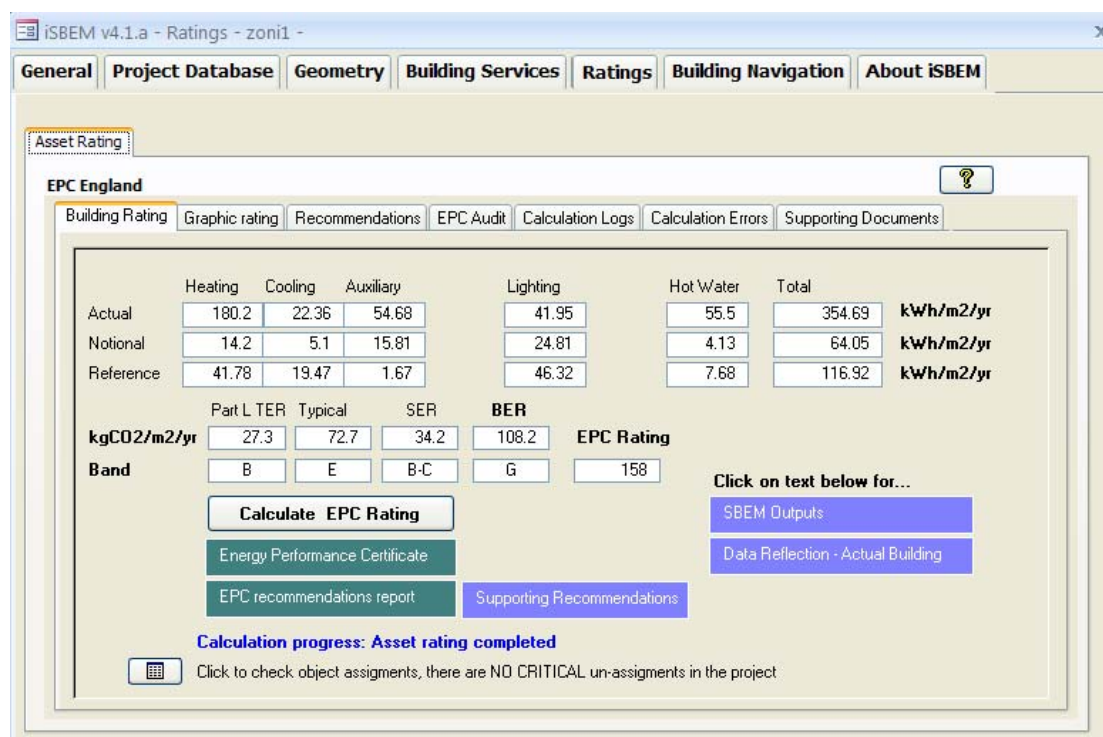 iSBEM v4.1.a - Ratings - zoni1 -
General Project Database Geometry Building Services Ratings Building Navigation About iSBEM
Asset Rating
EPC England
?
Building Rating Graphic rating Recommendations EPC Audit Calculation Logs Calculation Errors Supporting Documents
Heating Cooling Auxiliary Lighting Hot Water Total
Actual 180.2 22.36 54.68 41.95 55.5 354.69 kWh/m2/yr
Notional 14.2 5.1 15.81 24.81 4.13 64.05 kWh/m2/yr
Reference 41.78 19.47 1.67 46.32 7.68 116.92 kWh/m2/yr
Part L TER Typical SER BER
kgCO2/m2/yr 27.3 72.7 34.2 108.2 EPC Rating
Band B E B-C G 158
Click on text below for...
Calculate EPC Rating SBEM Outputs
Energy Performance Certificate Data Reflection - Actual Building
EPC recommendations report Supporting Recommendations
Calculation progress: Asset rating completed
Click to check object assigments, there are NO CRITICAL un-assigments in the project